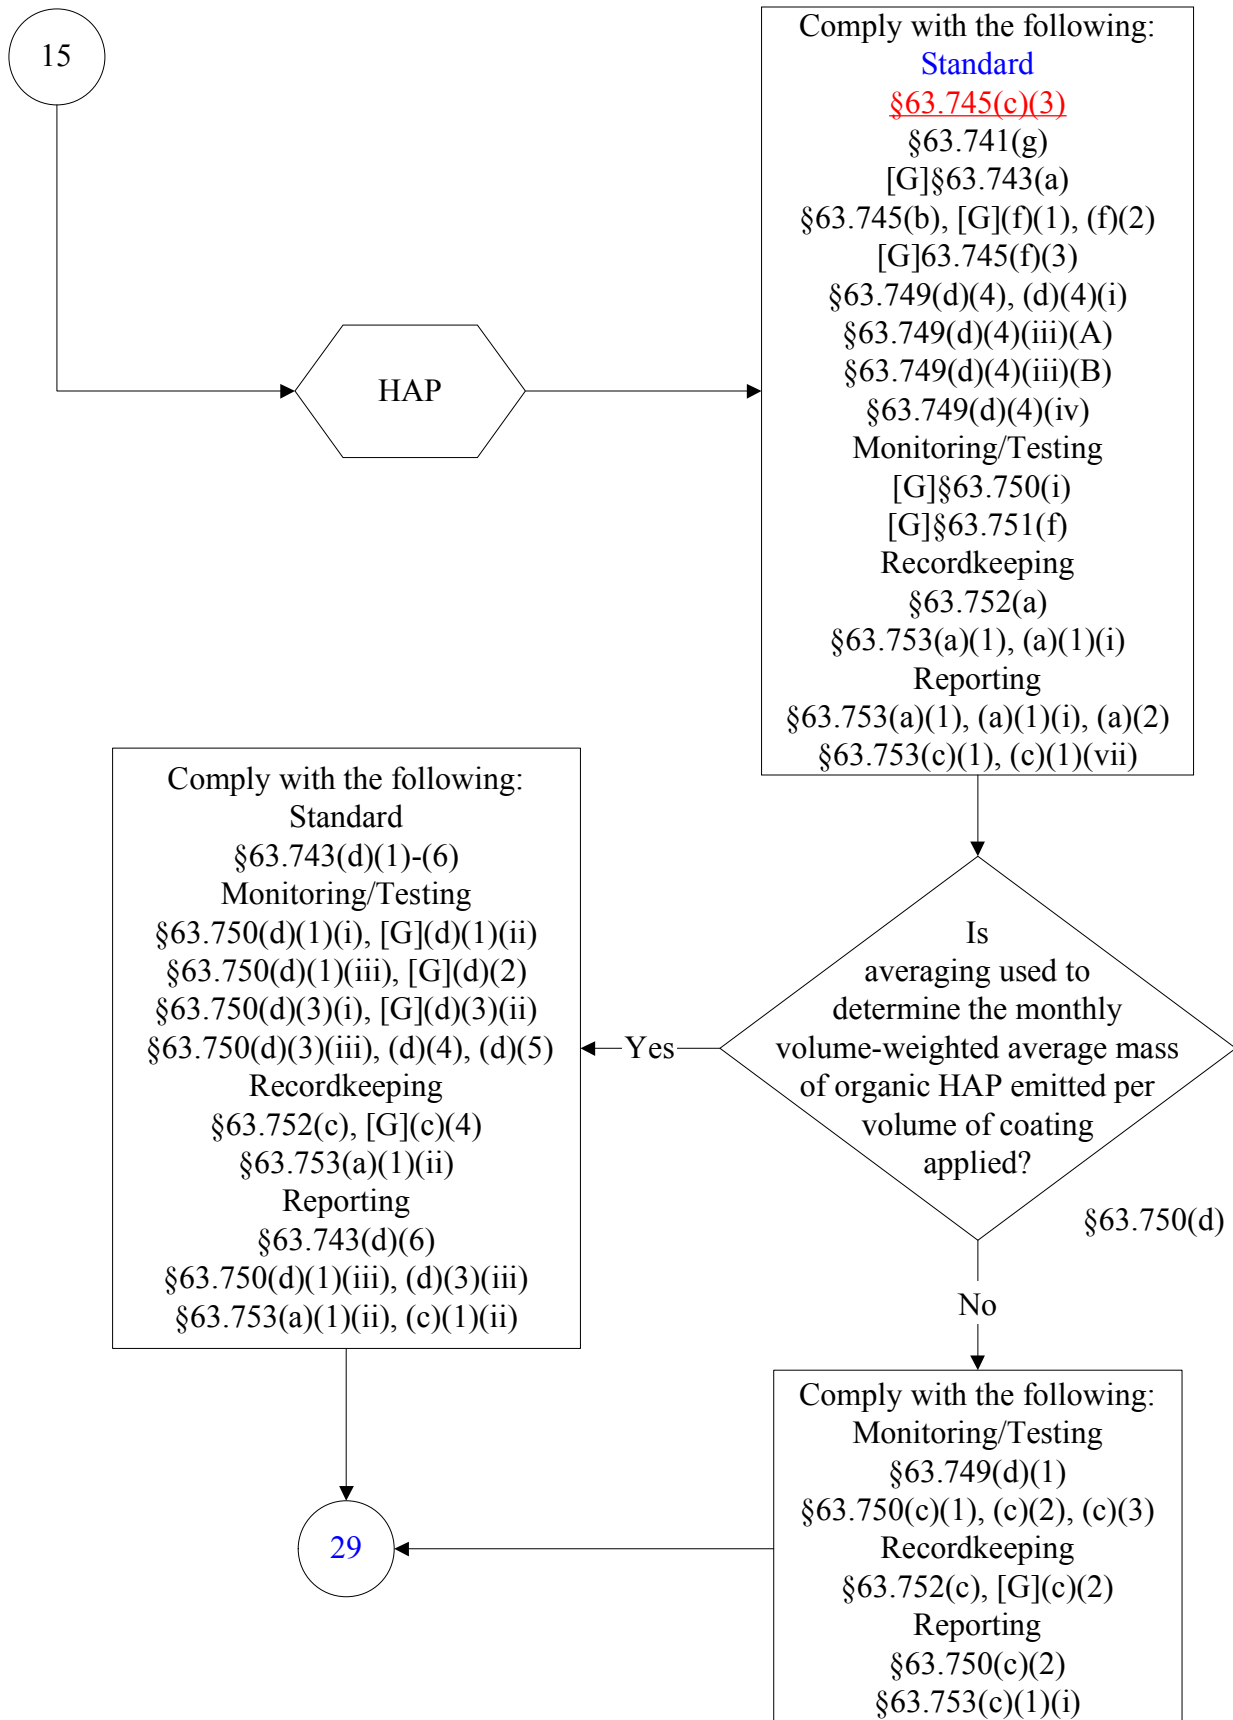 15
HAP
Comply with the following:
Standard
§63.745(c)(3)
§63.741(g)
[G]§63.743(a)
§63.745(b), [G](f)(1), (f)(2)
[G]63.745(f)(3)
§63.749(d)(4), (d)(4)(i)
§63.749(d)(4)(iii)(A)
§63.749(d)(4)(iii)(B)
§63.749(d)(4)(iv)
Monitoring/Testing
[G]§63.750(i)
[G]§63.751(f)
Recordkeeping
§63.752(a)
§63.753(a)(1), (a)(1)(i)
Reporting
§63.753(a)(1), (a)(1)(i), (a)(2)
§63.753(c)(1), (c)(1)(vii)
Is
averaging used to
determine the monthly
volume-weighted average mass
of organic HAP emitted per
volume of coating
applied?
§63.750(d)
Yes
Comply with the following:
Standard
§63.743(d)(1)-(6)
Monitoring/Testing
§63.750(d)(1)(i), [G](d)(1)(ii)
§63.750(d)(1)(iii), [G](d)(2)
§63.750(d)(3)(i), [G](d)(3)(ii)
§63.750(d)(3)(iii), (d)(4), (d)(5)
Recordkeeping
§63.752(c), [G](c)(4)
§63.753(a)(1)(ii)
Reporting
§63.743(d)(6)
§63.750(d)(1)(iii), (d)(3)(iii)
§63.753(a)(1)(ii), (c)(1)(ii)
No
Comply with the following:
Monitoring/Testing
§63.749(d)(1)
§63.750(c)(1), (c)(2), (c)(3)
Recordkeeping
§63.752(c), [G](c)(2)
Reporting
§63.750(c)(2)
§63.753(c)(1)(i)
29